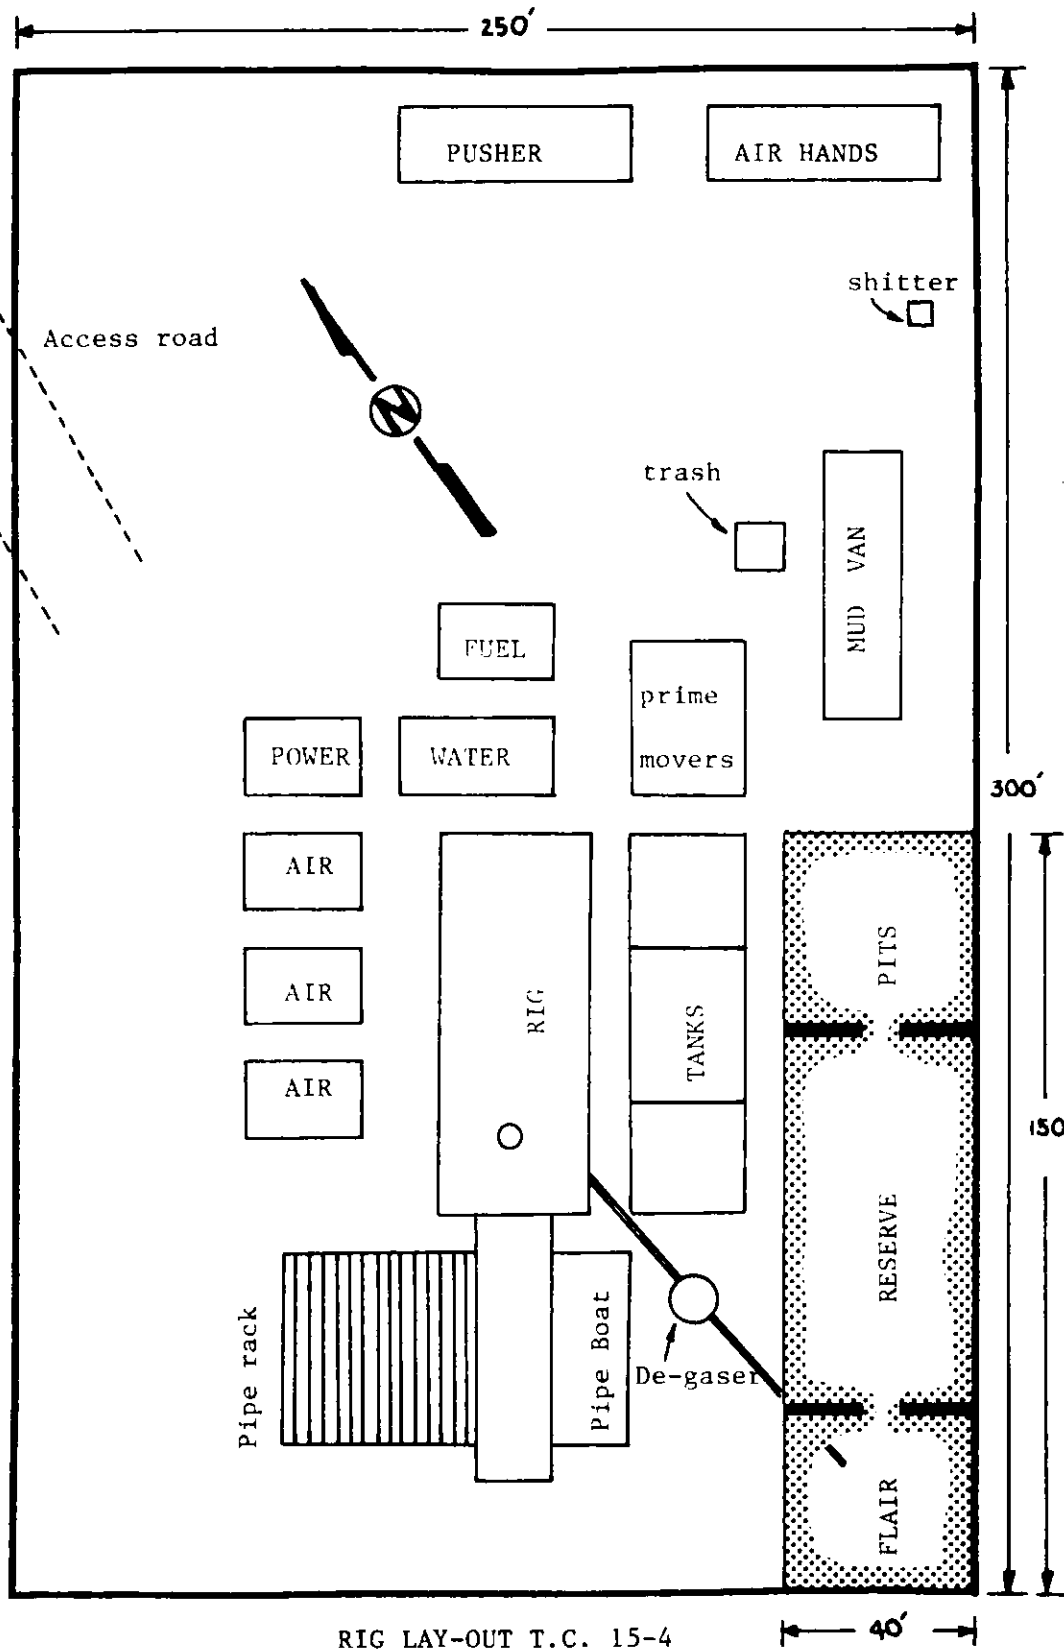 250'
PUSHER
AIR HANDS
shitter
Access road
N
trash
MUD VAN
FUEL
prime
movers
POWER
WATER
300'
AIR
PITS
AIR
RIG
TANKS
AIR
150
RESERVE
Pipe rack
Pipe Boat
De-gaser
FLAIR
40'
RIG LAY-OUT T.C. 15-4